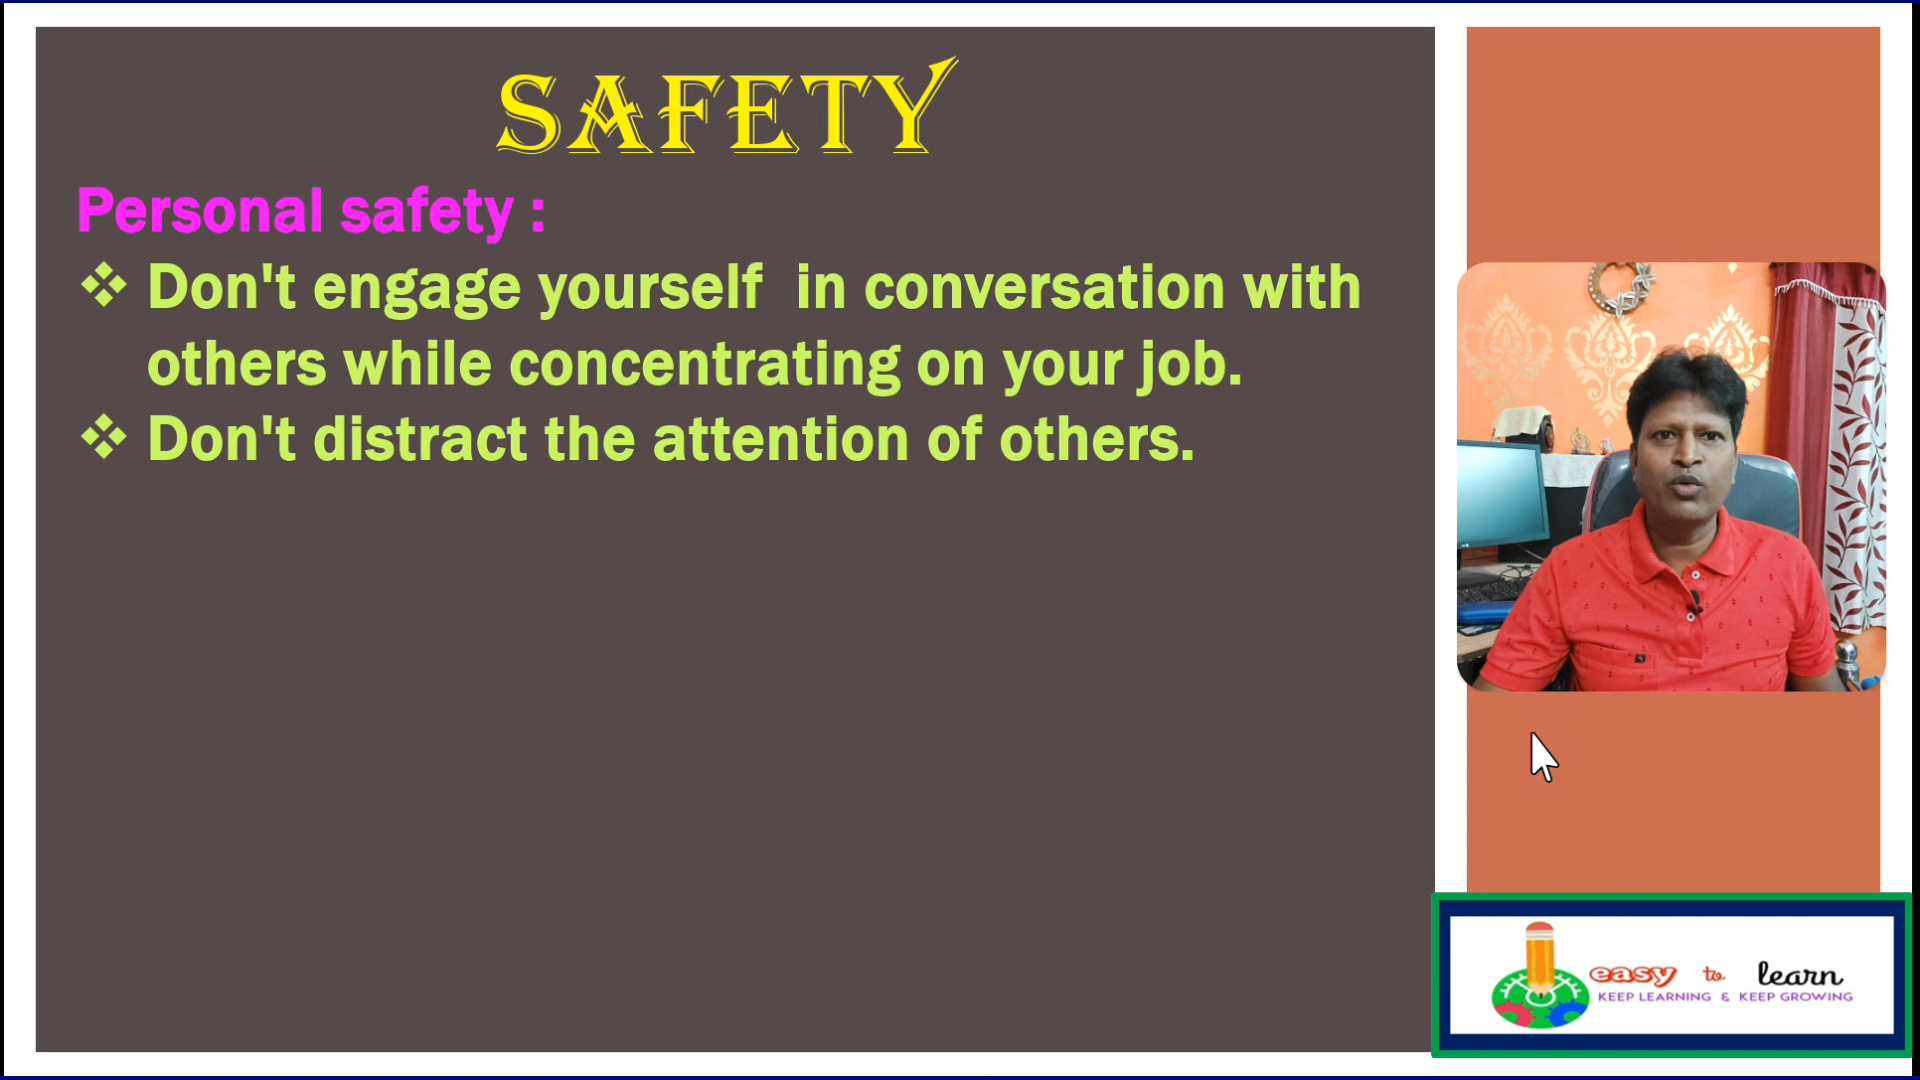 SAFETY
Personal safety :
❖ Don't engage yourself  in conversation with
others while concentrating on your job.
❖ Don't distract the attention of others.
easy to learn
KEEP LEARNING & KEEP GROWING